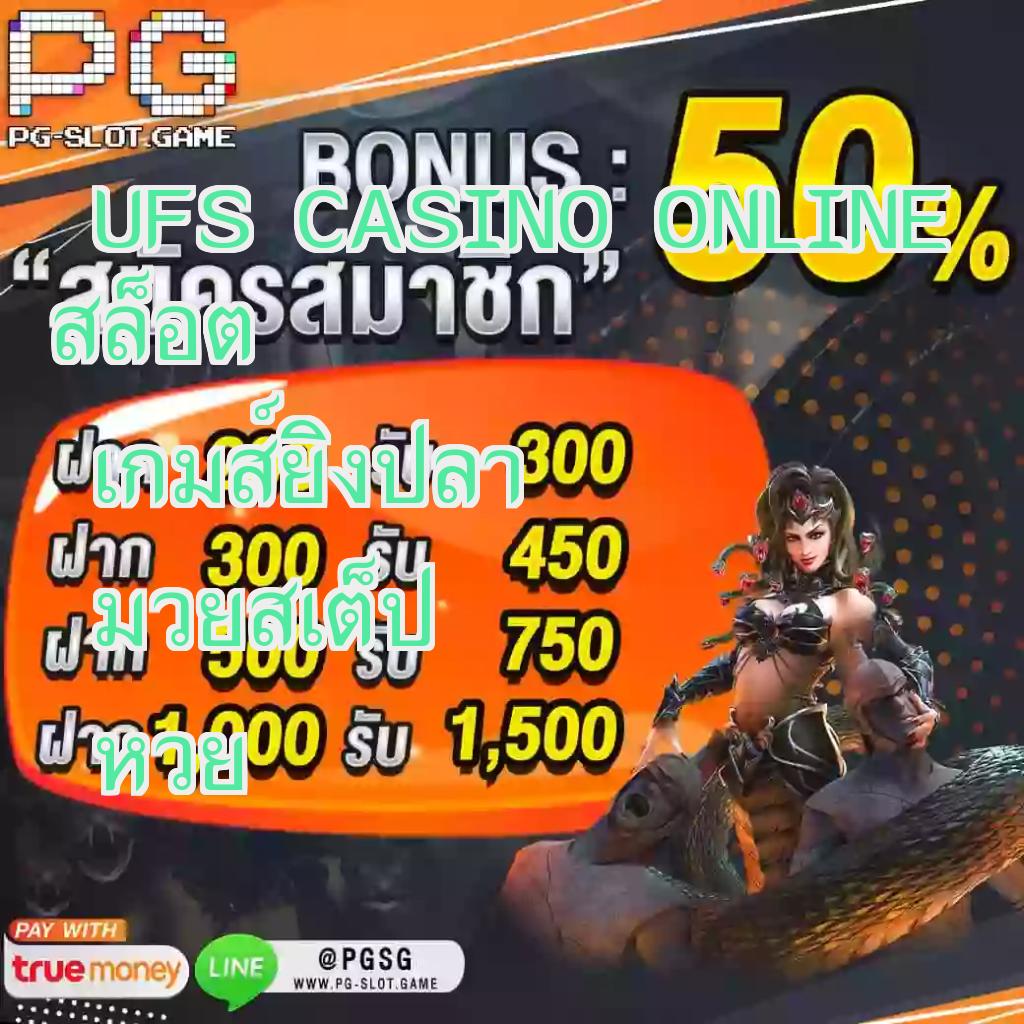 PG
PG-SLOT.GAME
BONUS : 50%
UFS CASINO ONLINE
“สมัครสมาชิก”
สล็อต
ฝาก รับ 300
เกมส์ยิงปลา
ฝาก 300 รับ 450
มวยสเต็ป
ฝาก 500 รับ 750
ฝาก 1,000 รับ 1,500
หวย
PAY WITH
truemoney
LINE
@PGSG
WWW.PG-SLOT.GAME